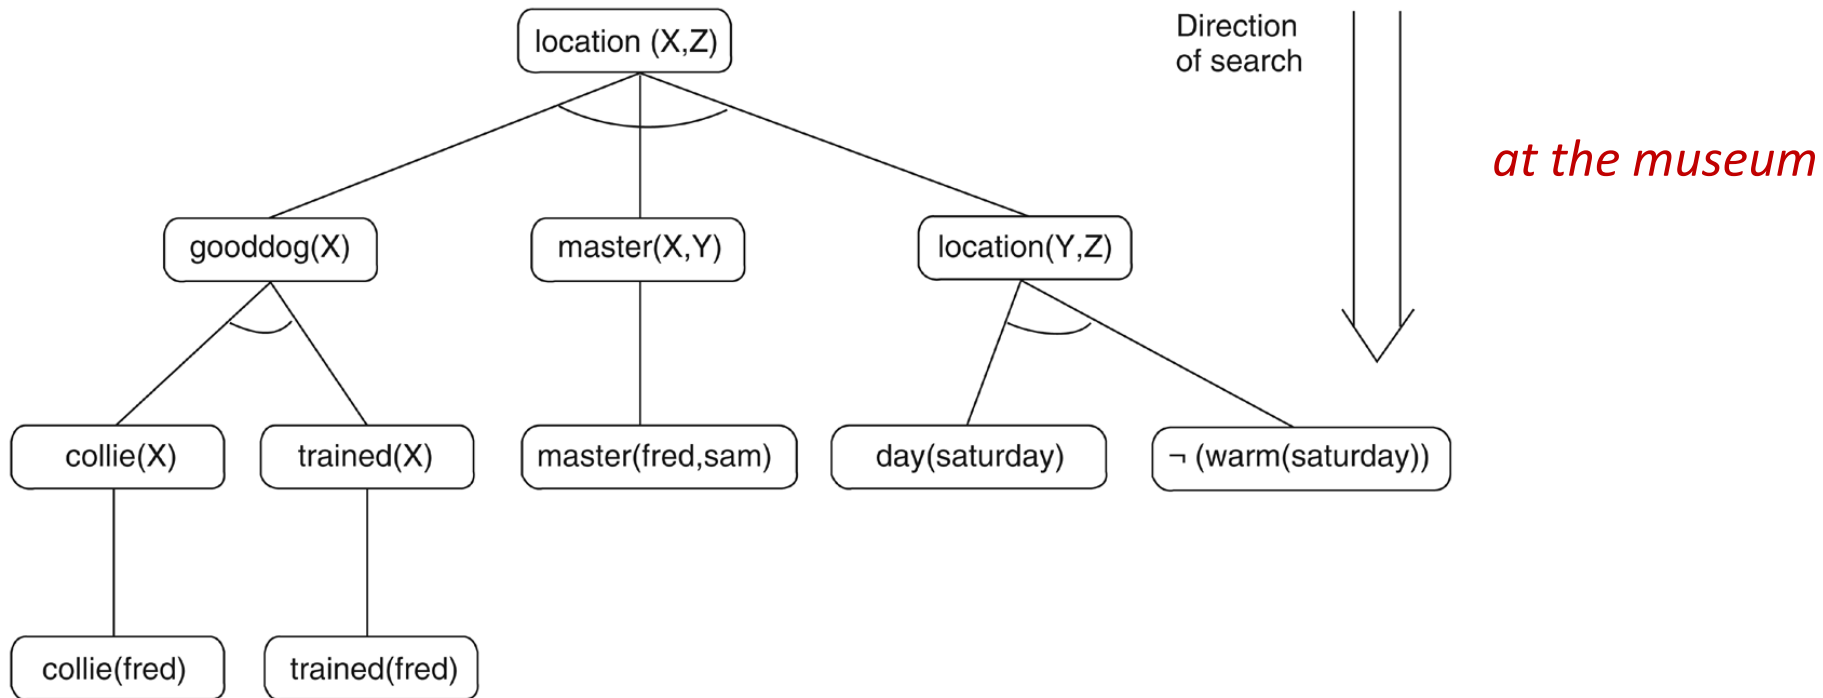 location (X,Z)
Direction
of search
at the museum
gooddog(X)
master(X,Y)
location(Y,Z)
collie(X)
trained(X)
master(fred,sam)
day(saturday)
¬ (warm(saturday))
collie(fred)
trained(fred)